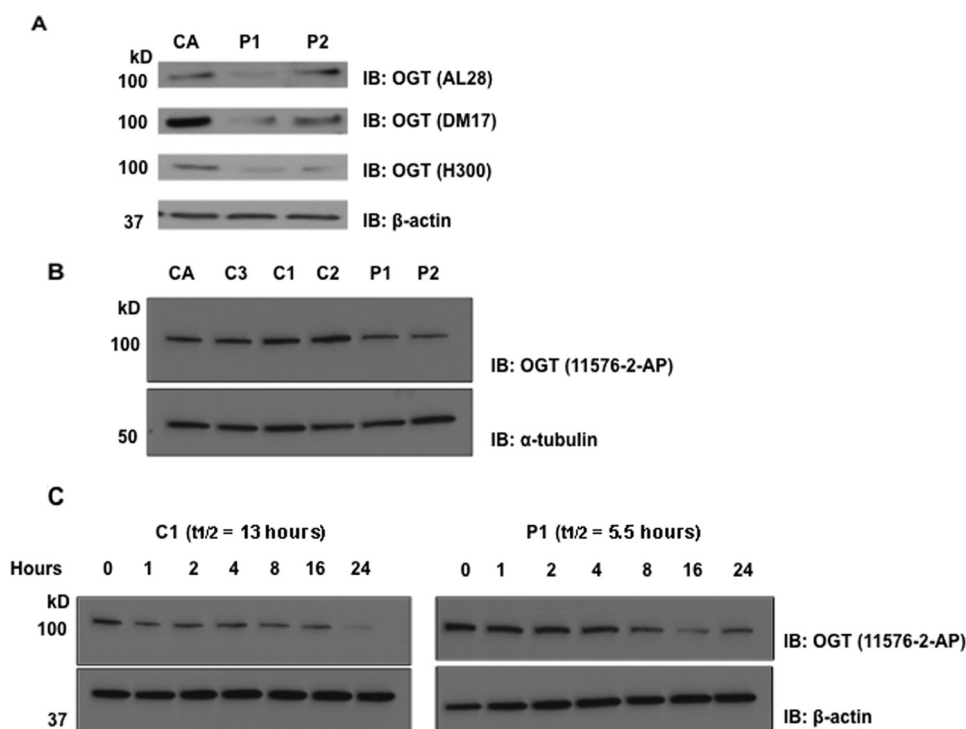 A
kD CA P1 P2
100 IB: OGT (AL28)
100 IB: OGT (DM17)
100 IB: OGT (H300)
37 IB: β-actin
B
CA C3 C1 C2 P1 P2
kD
100
IB: OGT (11576-2-AP)
50 IB: α-tubulin
C
C1 (t1/2 = 13 hours) P1 (t1/2 = 5.5 hours)
Hours 0 1 2 4 8 16 24 0 1 2 4 8 16 24
kD
100
IB: OGT (11576-2-AP)
37 IB: β-actin